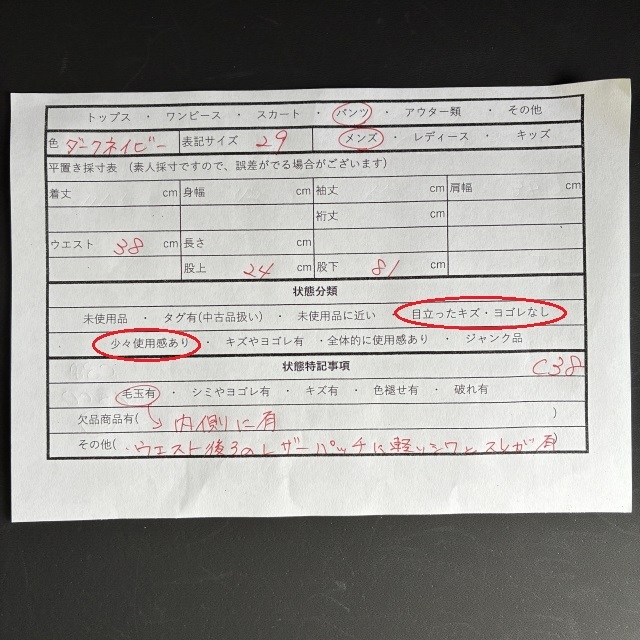 トップス ・ ワンピース ・ スカート ・ パンツ ・ アウター類 ・ その他
色 ダークネイビー 表記サイズ 29 メンズ ・ レディース ・ キッズ
平置き採寸表 (素人採寸ですので、誤差がでる場合がございます)
着丈 cm 身幅 cm 袖丈 cm 肩幅 cm
裄丈 cm
ウエスト 38 cm 長さ cm
股上 24 cm 股下 81 cm
状態分類
未使用品 ・ タグ有(中古品扱い) ・ 未使用品に近い ・ 目立ったキズ・ヨゴレなし
少々使用感あり ・ キズやヨゴレ有 ・全体的に使用感あり ・ ジャンク品
状態特記事項 C38
毛玉有 ・ シミやヨゴレ有 ・ キズ有 ・ 色褪せ有 ・ 破れ有
欠品商品有( 内側に有 )
その他( ・ウエスト後ろのレザーパッチに軽いシワとスレが有 )